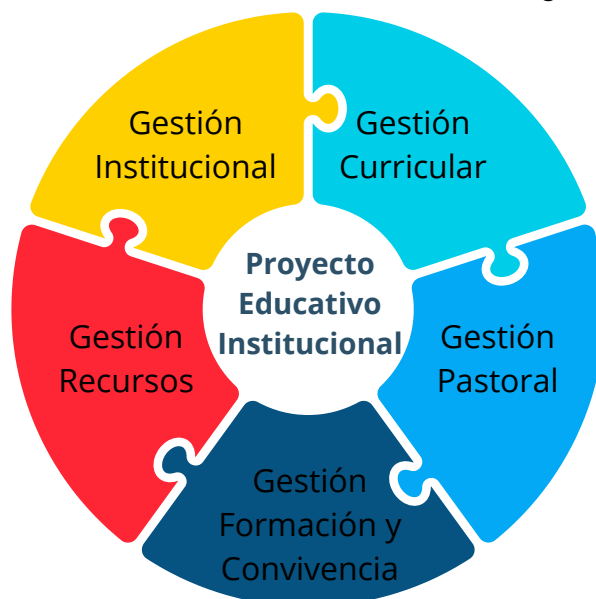 Gestión
Institucional
Gestión
Curricular
Proyecto
Educativo
Institucional
Gestión
Recursos
Gestión
Pastoral
Gestión
Formación y
Convivencia